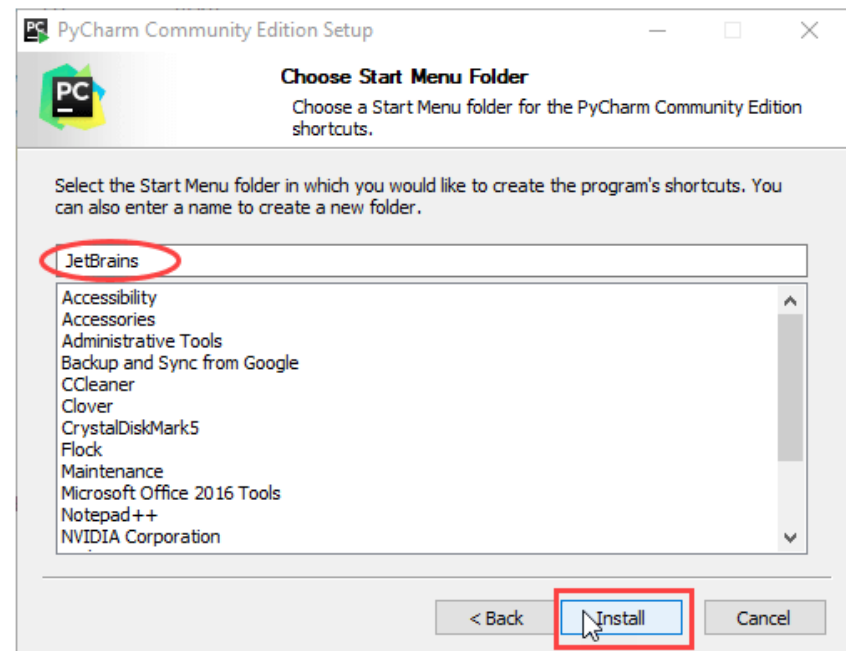 PC PyCharm Community Edition Setup
PC
Choose Start Menu Folder
Choose a Start Menu folder for the PyCharm Community Edition
shortcuts.
Select the Start Menu folder in which you would like to create the program's shortcuts. You
can also enter a name to create a new folder.
JetBrains
Accessibility
Accessories
Administrative Tools
Backup and Sync from Google
CCleaner
Clover
CrystalDiskMark5
Flock
Maintenance
Microsoft Office 2016 Tools
Notepad++
NVIDIA Corporation
< Back Install Cancel